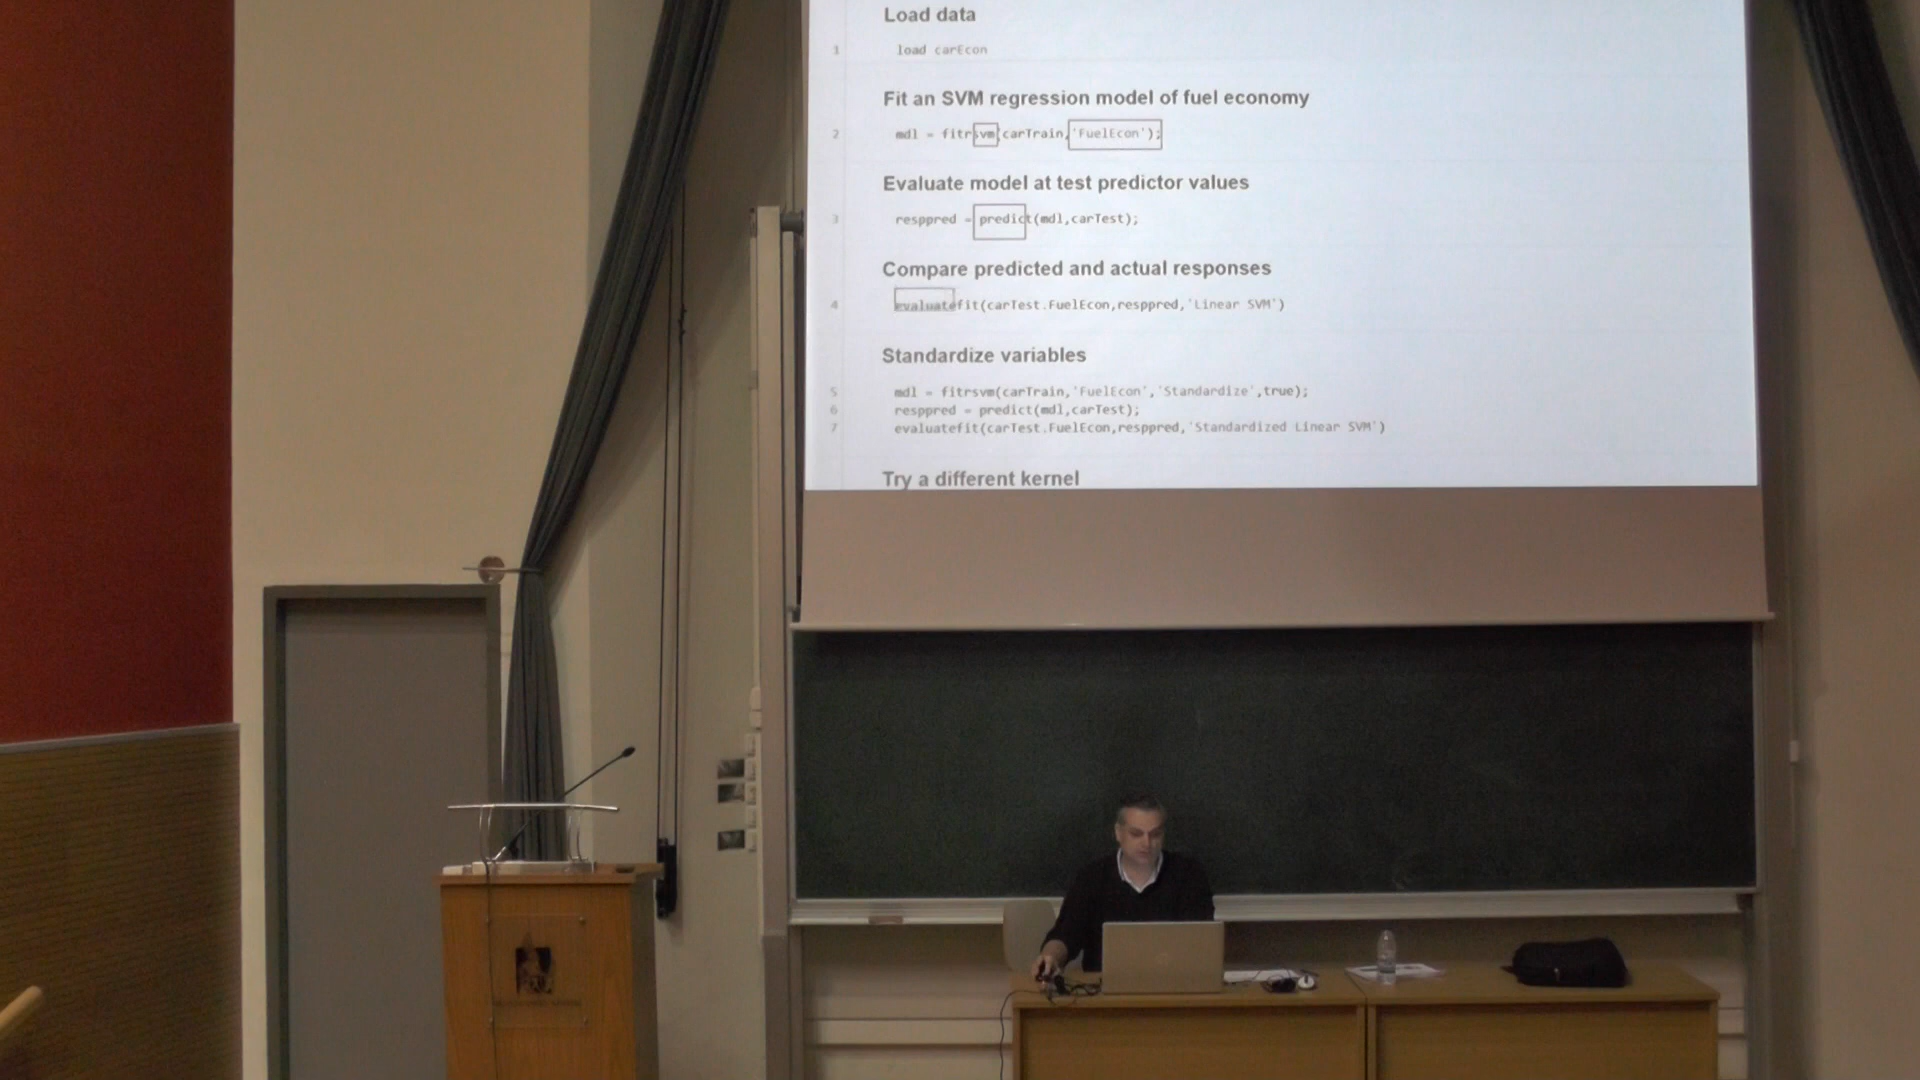 Load data
1 load carEcon
Fit an SVM regression model of fuel economy
2 mdl = fitrsvm(carTrain,'FuelEcon');
Evaluate model at test predictor values
3 resppred = predict(mdl,carTest);
Compare predicted and actual responses
4 evaluatefit(carTest.FuelEcon,resppred,'Linear SVM')
Standardize variables
5 mdl = fitrsvm(carTrain,'FuelEcon','Standardize',true);
6 resppred = predict(mdl,carTest);
7 evaluatefit(carTest.FuelEcon,resppred,'Standardized Linear SVM')
Try a different kernel